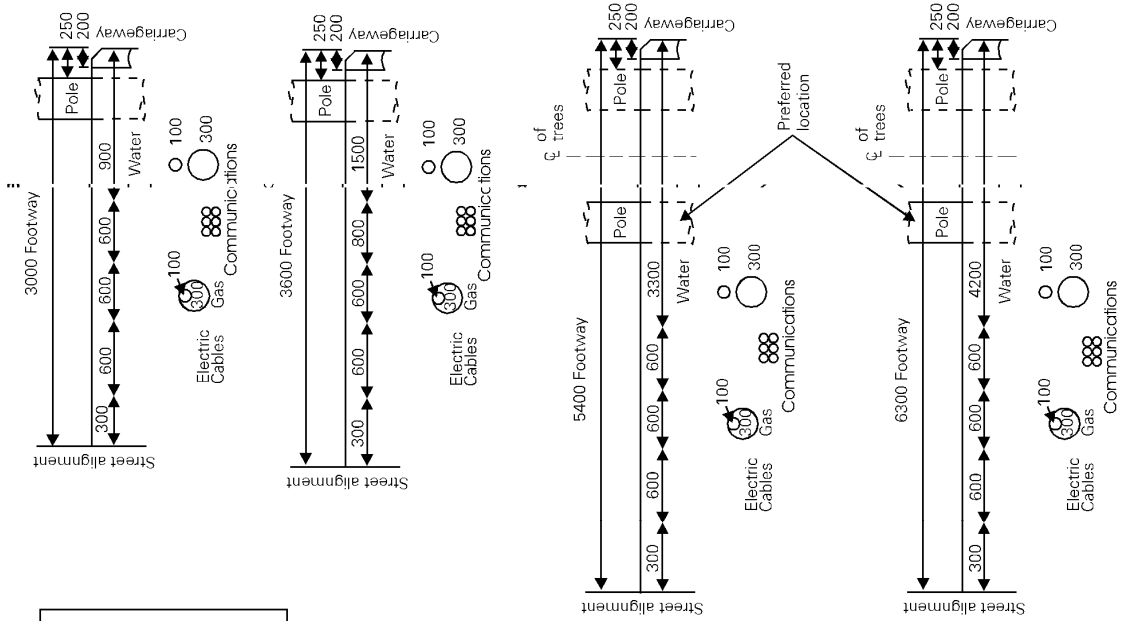 250
200
Carriageway
3000 Footway
Pole
300
600
600
600
900
Water
100
300
Communications
100
300
Gas
Electric
Cables
Street alignment
250
200
Carriageway
3600 Footway
Pole
300
600
600
800
1500
Water
100
300
Communications
100
300
Gas
Electric
Cables
Street alignment
250
200
Carriageway
℄ of
trees
5400 Footway
Pole
Pole
Preferred
location
300
600
600
600
3300
Water
100
300
Communications
100
300
Gas
Electric
Cables
Street alignment
250
200
Carriageway
℄ of
trees
6300 Footway
Pole
Pole
300
600
600
600
4200
Water
100
300
Communications
100
300
Gas
Electric
Cables
Street alignment